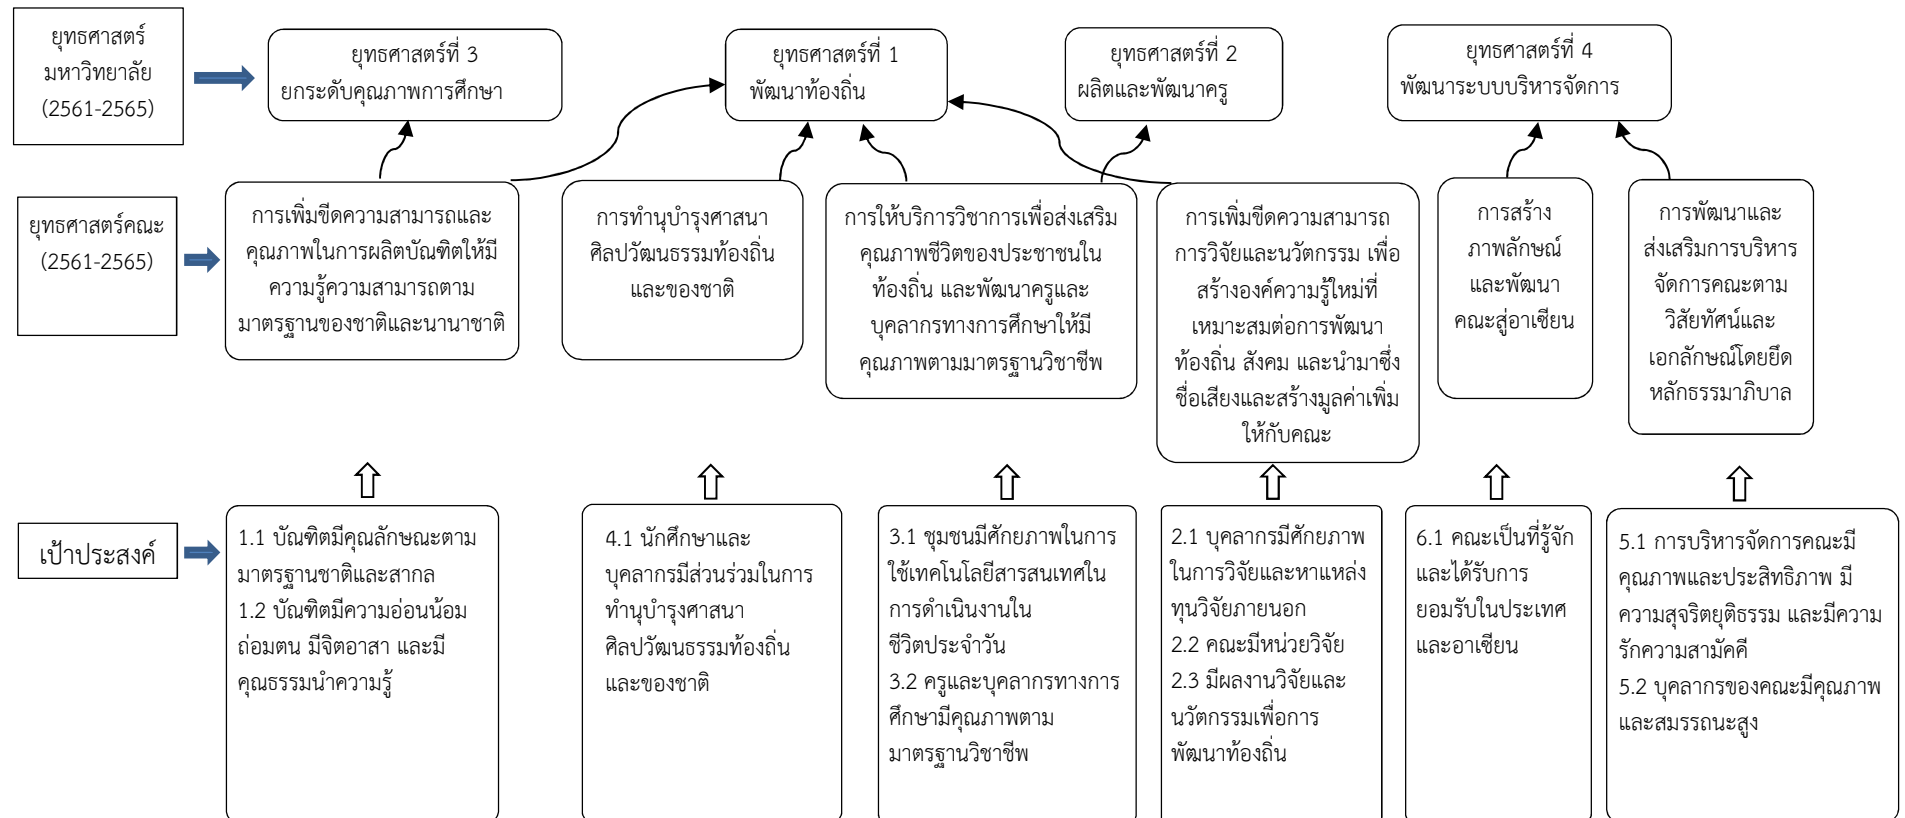 ยุทธศาสตร์
มหาวิทยาลัย
(2561-2565)
ยุทธศาสตร์ที่ 3
ยกระดับคุณภาพการศึกษา
ยุทธศาสตร์ที่ 1
พัฒนาท้องถิ่น
ยุทธศาสตร์ที่ 2
ผลิตและพัฒนาครู
ยุทธศาสตร์ที่ 4
พัฒนาระบบบริหารจัดการ
ยุทธศาสตร์คณะ
(2561-2565)
การเพิ่มขีดความสามารถและ
คุณภาพในการผลิตบัณฑิตให้มี
ความรู้ความสามารถตาม
มาตรฐานของชาติและนานาชาติ
การทำนุบำรุงศาสนา
ศิลปวัฒนธรรมท้องถิ่น
และของชาติ
การให้บริการวิชาการเพื่อส่งเสริม
คุณภาพชีวิตของประชาชนใน
ท้องถิ่น และพัฒนาครูและ
บุคลากรทางการศึกษาให้มี
คุณภาพตามมาตรฐานวิชาชีพ
การเพิ่มขีดความสามารถ
การวิจัยและนวัตกรรม เพื่อ
สร้างองค์ความรู้ใหม่ที่
เหมาะสมต่อการพัฒนา
ท้องถิ่น สังคม และนำมาซึ่ง
ชื่อเสียงและสร้างมูลค่าเพิ่ม
ให้กับคณะ
การสร้าง
ภาพลักษณ์
และพัฒนา
คณะสู่อาเซียน
การพัฒนาและ
ส่งเสริมการบริหาร
จัดการคณะตาม
วิสัยทัศน์และ
เอกลักษณ์โดยยึด
หลักธรรมาภิบาล
เป้าประสงค์
1.1 บัณฑิตมีคุณลักษณะตาม
มาตรฐานชาติและสากล
1.2 บัณฑิตมีความอ่อนน้อม
ถ่อมตน มีจิตอาสา และมี
คุณธรรมนำความรู้
4.1 นักศึกษาและ
บุคลากรมีส่วนร่วมในการ
ทำนุบำรุงศาสนา
ศิลปวัฒนธรรมท้องถิ่น
และของชาติ
3.1 ชุมชนมีศักยภาพในการ
ใช้เทคโนโลยีสารสนเทศใน
การดำเนินงานใน
ชีวิตประจำวัน
3.2 ครูและบุคลากรทางการ
ศึกษามีคุณภาพตาม
มาตรฐานวิชาชีพ
2.1 บุคลากรมีศักยภาพ
ในการวิจัยและหาแหล่ง
ทุนวิจัยภายนอก
2.2 คณะมีหน่วยวิจัย
2.3 มีผลงานวิจัยและ
นวัตกรรมเพื่อการ
พัฒนาท้องถิ่น
6.1 คณะเป็นที่รู้จัก
และได้รับการ
ยอมรับในประเทศ
และอาเซียน
5.1 การบริหารจัดการคณะมี
คุณภาพและประสิทธิภาพ มี
ความสุจริตยุติธรรม และมีความ
รักความสามัคคี
5.2 บุคลากรของคณะมีคุณภาพ
และสมรรถนะสูง